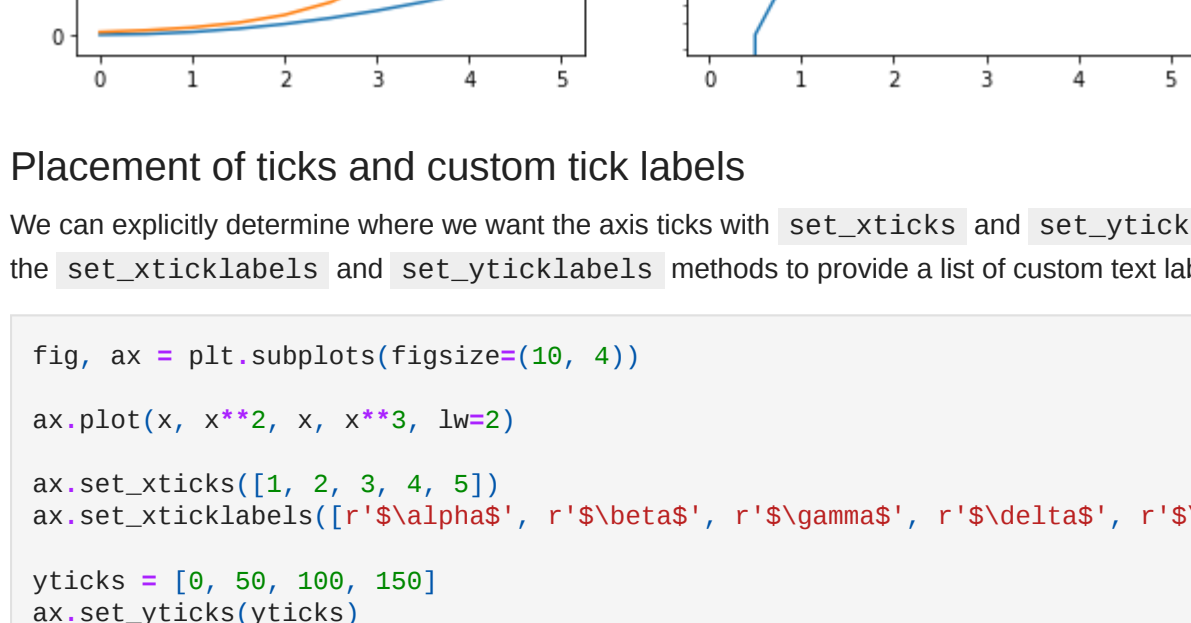 0
0 1 2 3 4 5 0 1 2 3 4 5
Placement of ticks and custom tick labels
We can explicitly determine where we want the axis ticks with set_xticks and set_ytick
the set_xticklabels and set_yticklabels methods to provide a list of custom text lab
fig, ax = plt.subplots(figsize=(10, 4))
ax.plot(x, x**2, x, x**3, lw=2)
ax.set_xticks([1, 2, 3, 4, 5])
ax.set_xticklabels([r'$\alpha$', r'$\beta$', r'$\gamma$', r'$\delta$', r'$\
yticks = [0, 50, 100, 150]
ax.set_yticks(yticks)